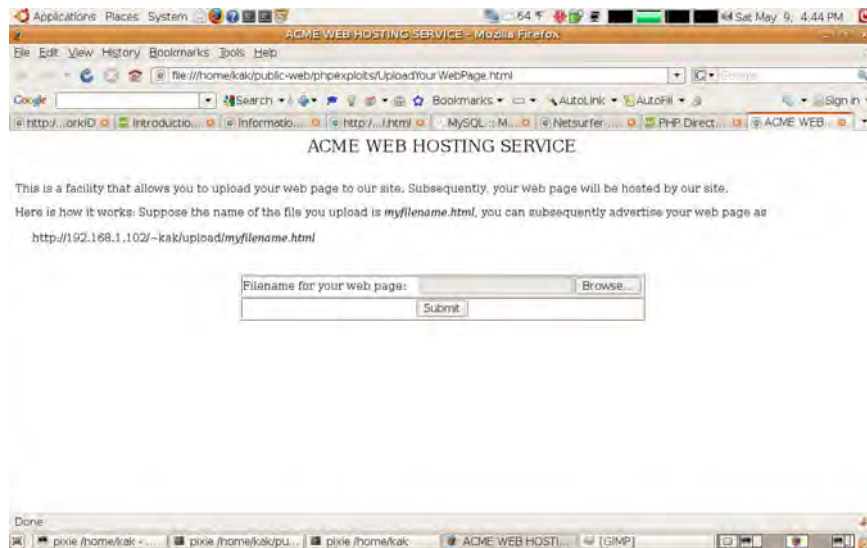 Applications Places System 64 °F Sat May 9, 4:44 PM
ACME WEB HOSTING SERVICE - Mozilla Firefox
File Edit View History Bookmarks Tools Help
file:///home/kak/public-web/phpexploits/UploadYourWebPage.html
Google Search Bookmarks AutoLink AutoFill Sign in
http:/...orkID Introductio... Informatio... http:/...l.html MySQL :: M... Netsurfer ... PHP Direct... ACME WEB...
ACME WEB HOSTING SERVICE
This is a facility that allows you to upload your web page to our site. Subsequently, your web page will be hosted by our site.
Here is how it works: Suppose the name of the file you upload is myfilename.html, you can subsequently advertise your web page as
http://192.168.1.102/~kak/upload/myfilename.html
Filename for your web page: Browse...
Submit
Done
pixie /home/kak - ... pixie /home/kak/pu... pixie /home/kak ACME WEB HOSTI... [GIMP]